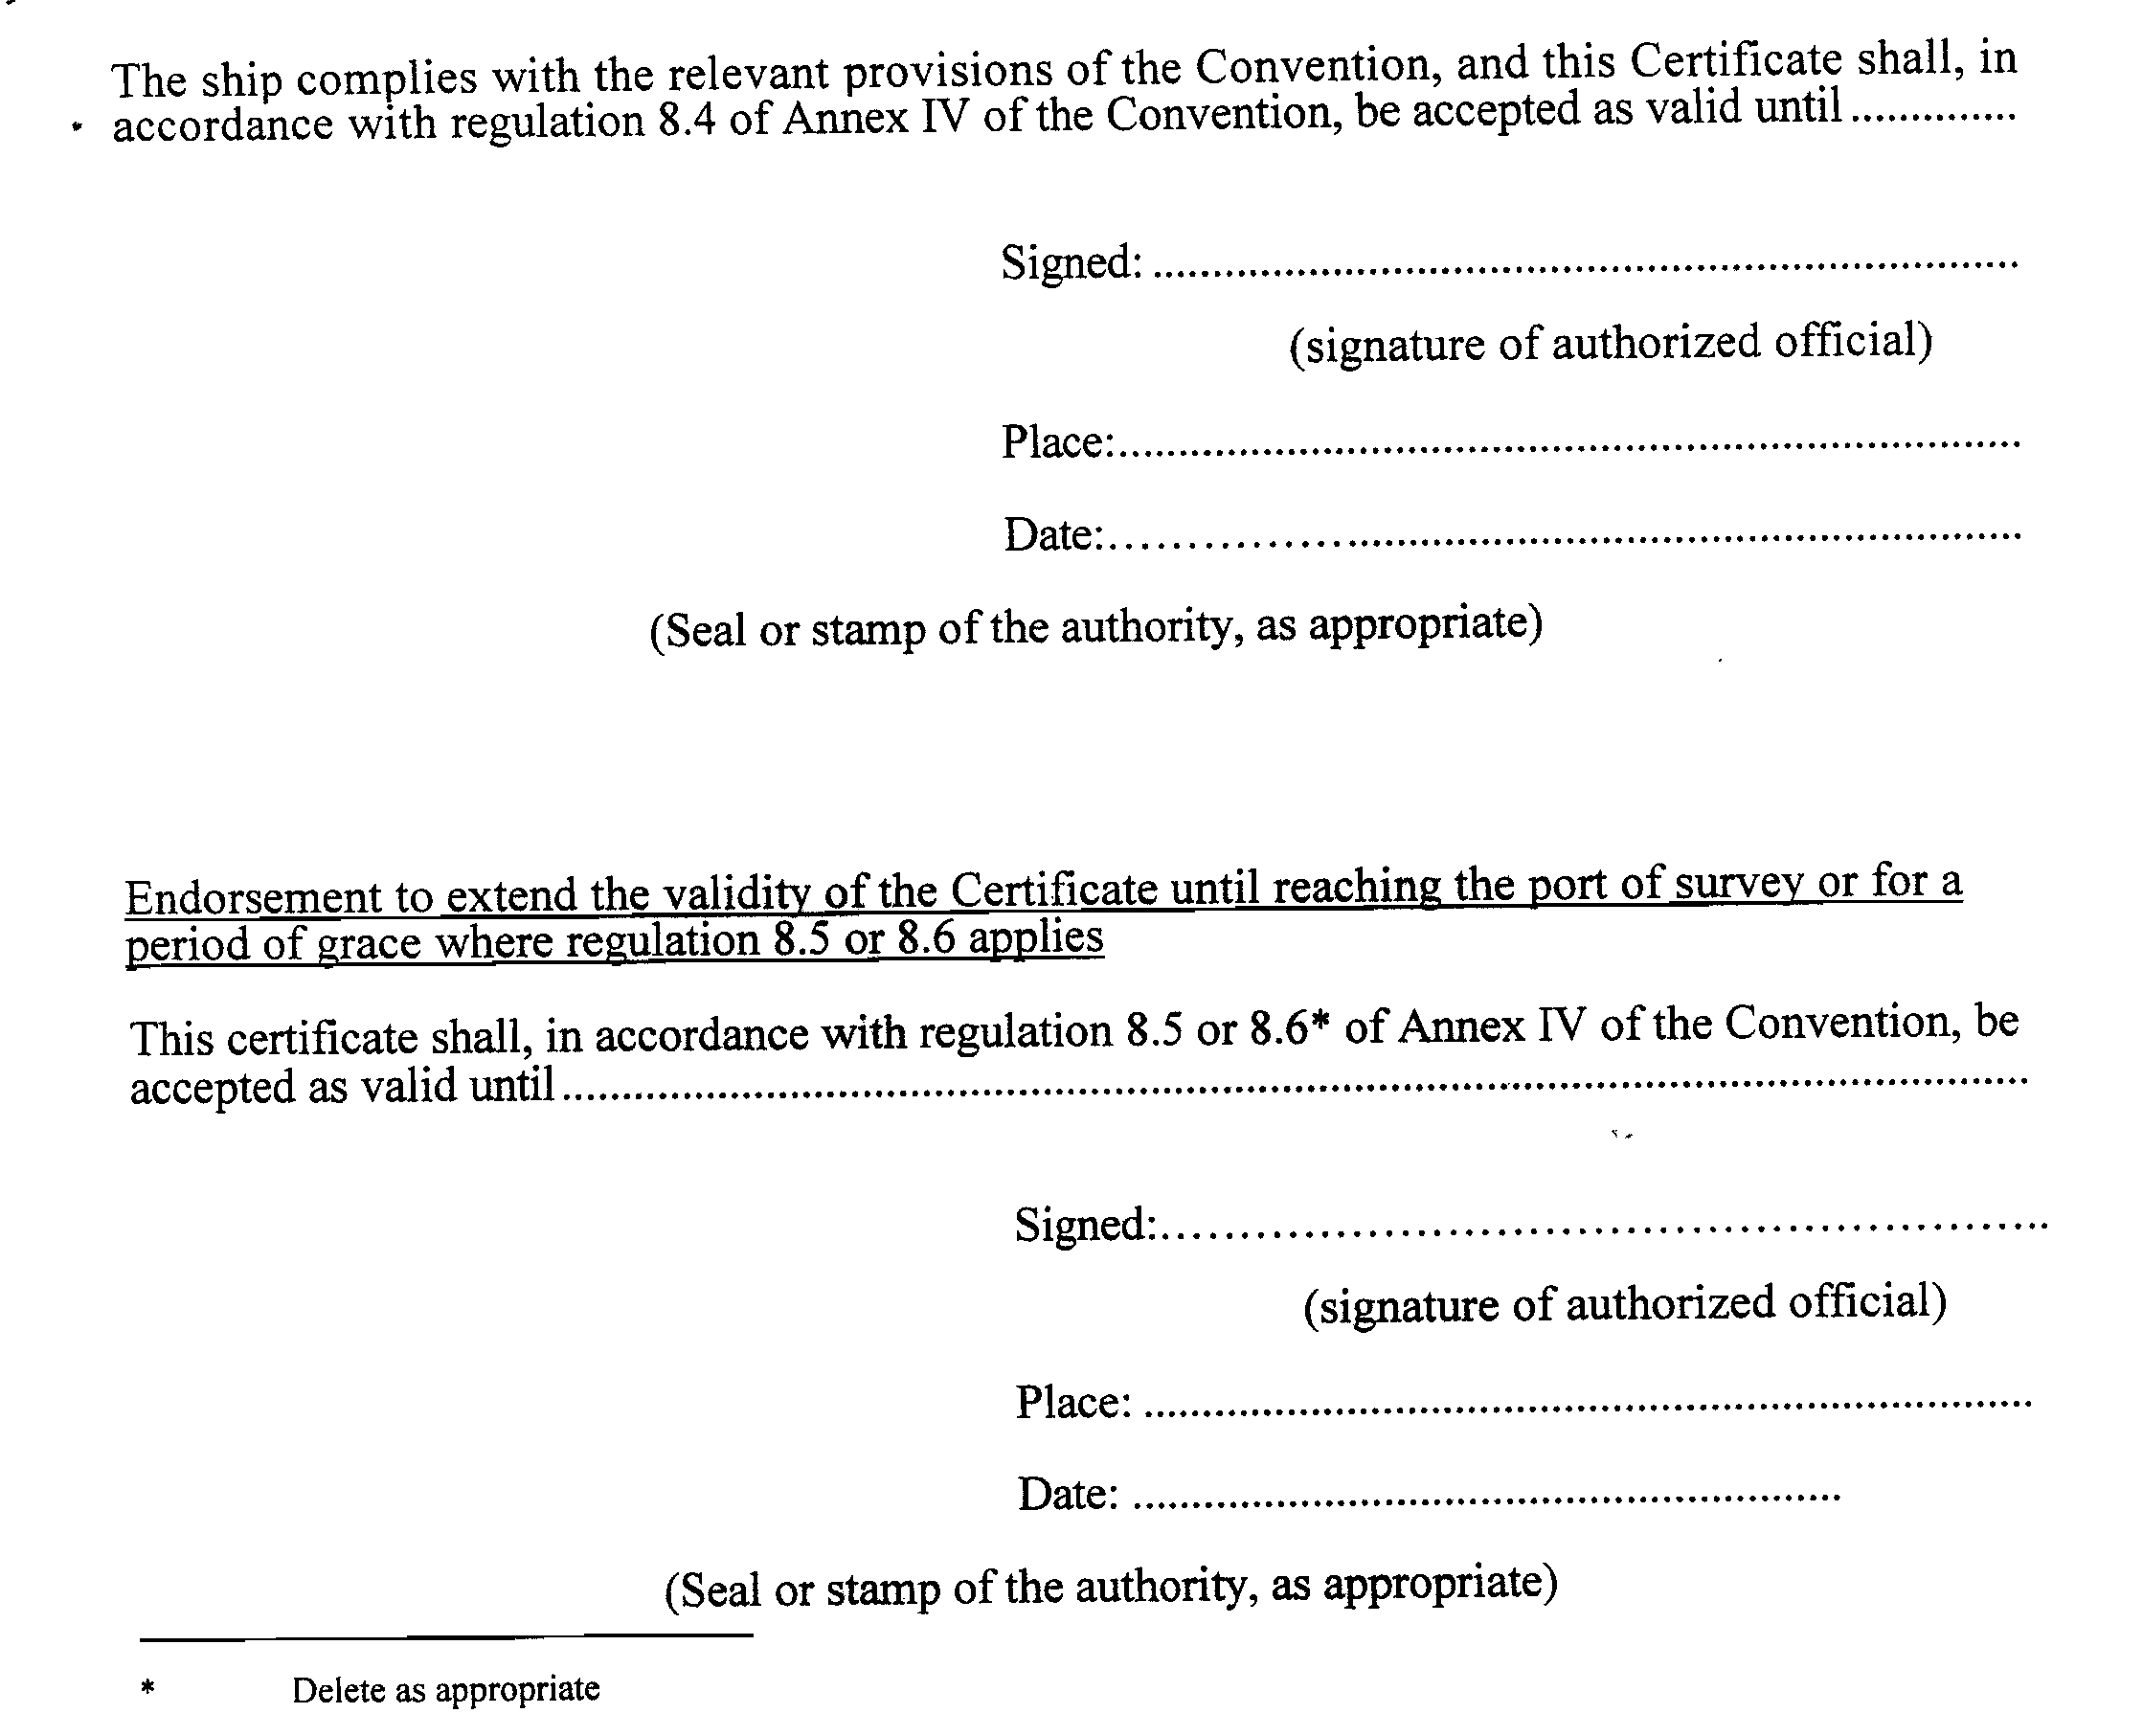 The ship complies with the relevant provisions of the Convention, and this Certificate shall, in
accordance with regulation 8.4 of Annex IV of the Convention, be accepted as valid until..............
Signed: ........................................................................
(signature of authorized official)
Place:...........................................................................
Date:............................................................................
(Seal or stamp of the authority, as appropriate)
Endorsement to extend the validity of the Certificate until reaching the port of survey or for a
period of grace where regulation 8.5 or 8.6 applies
This certificate shall, in accordance with regulation 8.5 or 8.6* of Annex IV of the Convention, be
accepted as valid until..........................................................................................................................
Signed:........................................................
(signature of authorized official)
Place: ..........................................................................
Date: ...........................................................
(Seal or stamp of the authority, as appropriate)
* Delete as appropriate